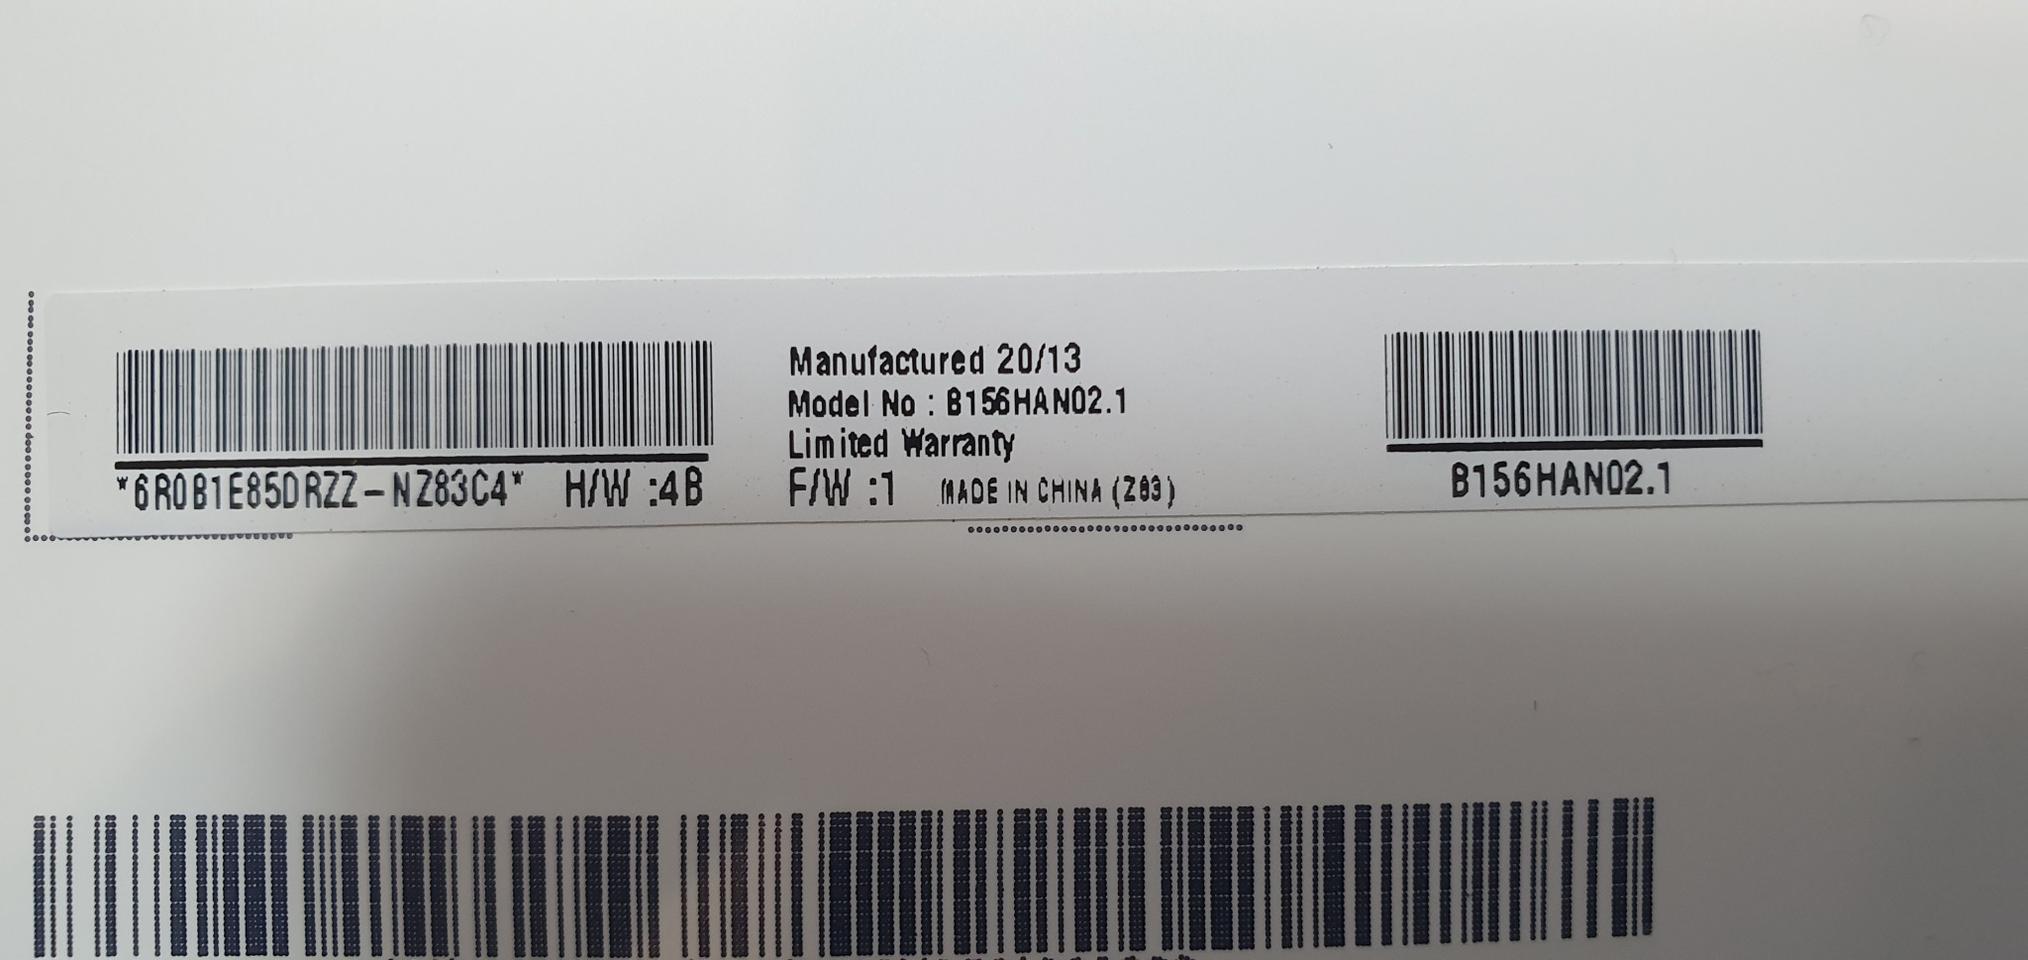 Manufactured 20/13
Model No : B156HAN02.1
Limited Warranty
*6R0B1E85DRZZ-NZ83C4* H/W :4B F/W :1 MADE IN CHINA (Z83)
B156HAN02.1